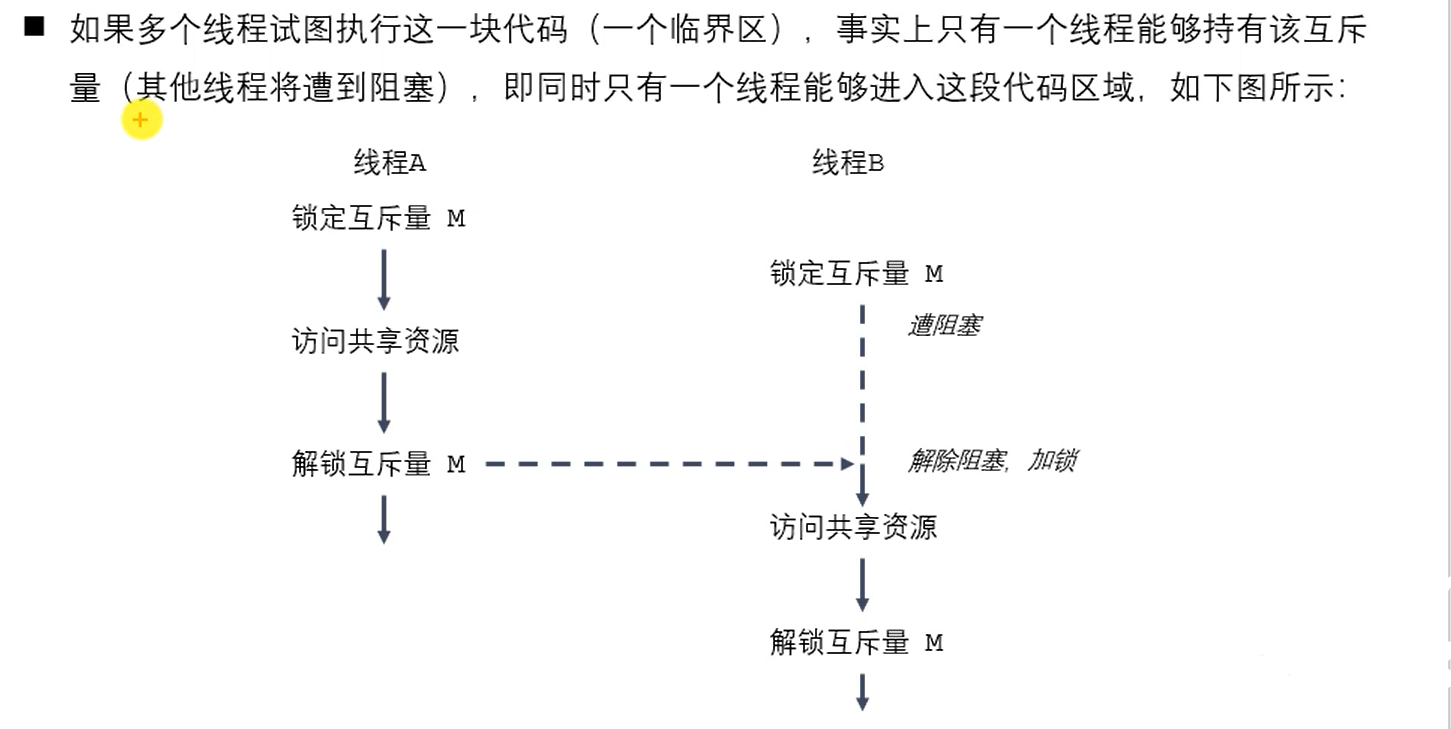 ■ 如果多个线程试图执行这一块代码（一个临界区），事实上只有一个线程能够持有该互斥
量（其他线程将遭到阻塞），即同时只有一个线程能够进入这段代码区域，如下图所示：
线程A 线程B
锁定互斥量 M
锁定互斥量 M
遭阻塞
访问共享资源
解锁互斥量 M 解除阻塞，加锁
访问共享资源
解锁互斥量 M